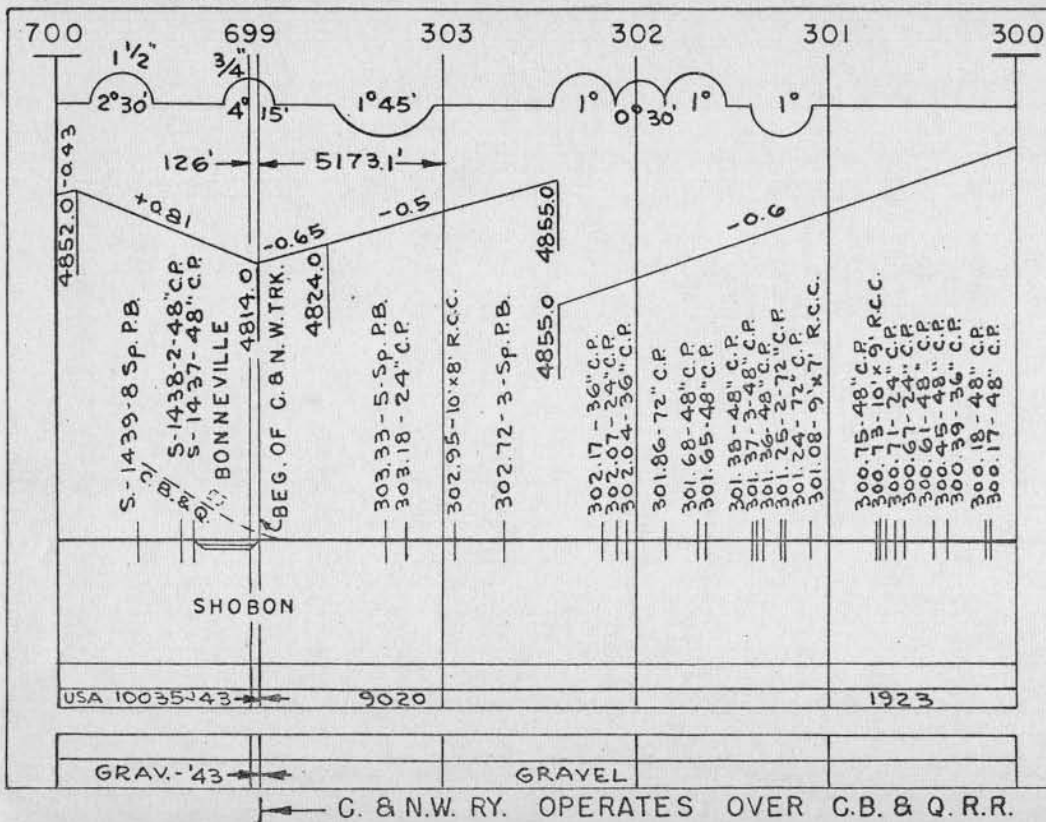 700 699 303 302 301 300
1 1/2" 3/4"
2°30' 4° 15' 1°45' 1° 0°30' 1° 1°
126' 5173.1'
-0.43
4852.0
+0.81
-0.65
-0.5
-0.6
4814.0
4824.0
4855.0
4855.0
S. 1439-8 Sp. P.B.
S-1438-2-48" C.P.
S-1437-48" C.P.
BONNEVILLE
BEG. OF C. & N.W. TRK.
C.B.&Q.
303.33-5-Sp.P.B.
303.18-24" C.P.
302.95-10'x8' R.C.C.
302.72-3-Sp.P.B.
302.17-36" C.P.
302.07-24" C.P.
302.04-36" C.P.
301.86-72" C.P.
301.68-48" C.P.
301.65-48" C.P.
301.38-48" C.P.
301.37-3-48" C.P.
301.36-48" C.P.
301.25-2-72" C.P.
301.24-72" C.P.
301.08-9'x7' R.C.C.
300.75-48" C.P.
300.73-10'x9' R.C.C.
300.71-24" C.P.
300.67-24" C.P.
300.61-48" C.P.
300.45-48" C.P.
300.39-36" C.P.
300.18-48" C.P.
300.17-48" C.P.
SHOBON
USA 10035-'43 9020 1923
GRAV.-'43 GRAVEL
C. & N.W. RY. OPERATES OVER C.B. & Q. R.R.